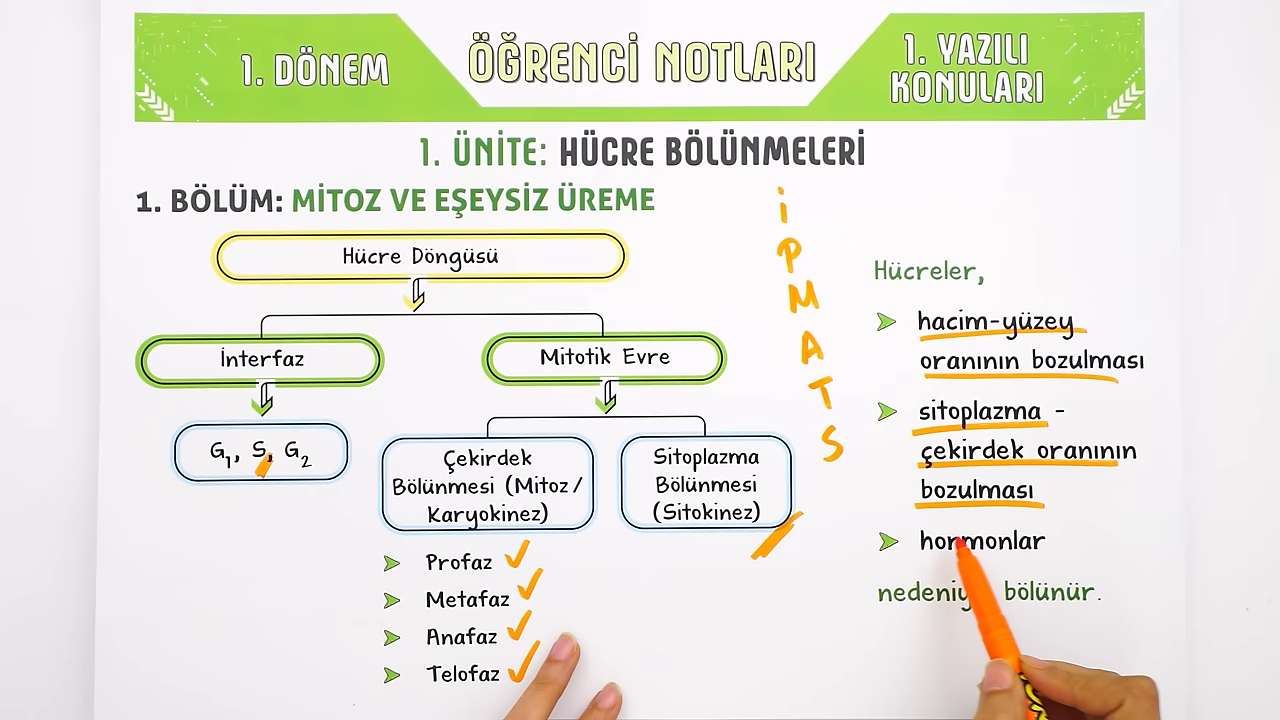 1. DÖNEM
ÖĞRENCİ NOTLARI
1. YAZILI
KONULARI
1. ÜNİTE: HÜCRE BÖLÜNMELERİ
1. BÖLÜM: MİTOZ VE EŞEYSİZ ÜREME
Hücre Döngüsü
İnterfaz
Mitotik Evre
G1, S, G2
Çekirdek
Bölünmesi (Mitoz/
Karyokinez)
Sitoplazma
Bölünmesi
(Sitokinez)
Profaz
Metafaz
Anafaz
Telofaz
i
P
M
A
T
S
Hücreler,
hacim-yüzey
oranının bozulması
sitoplazma -
çekirdek oranının
bozulması
hormonlar
bölünür.